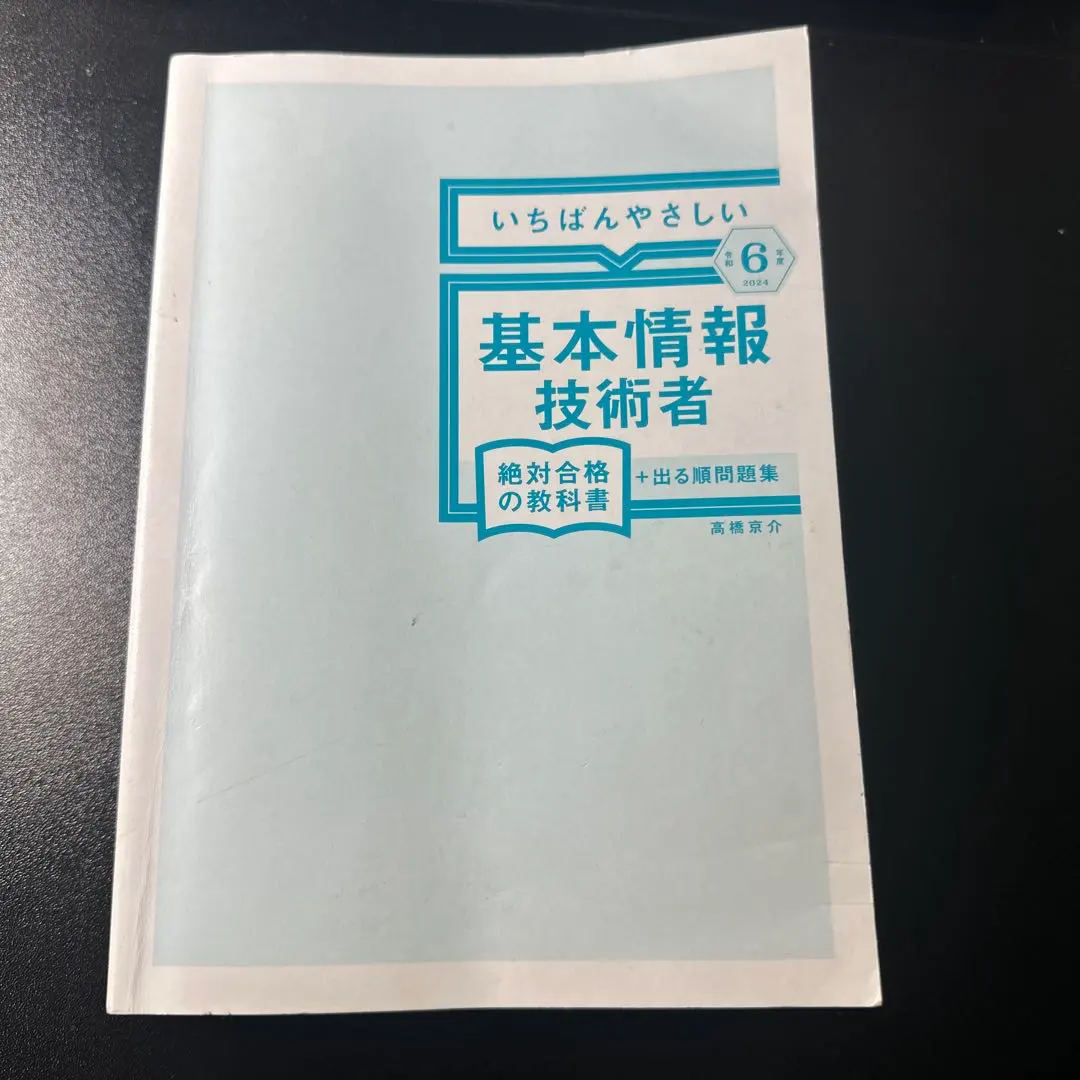 いちばんやさしい
令和6年度
2024
基本情報
技術者
絶対合格
の教科書
+出る順問題集
高橋京介